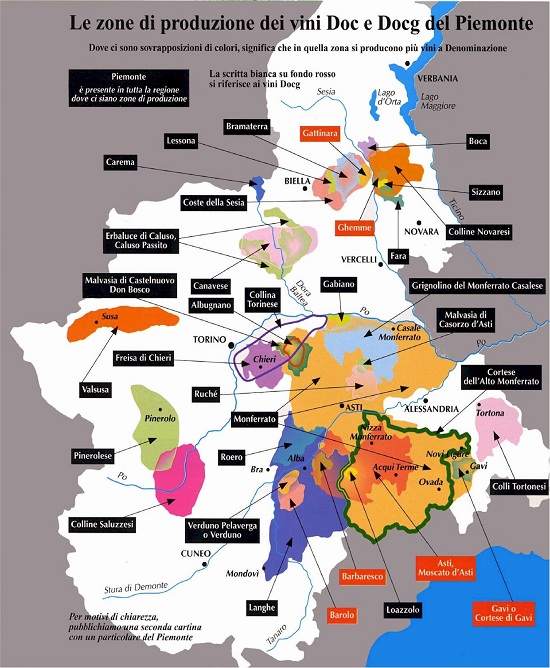 Le zone di produzione dei vini Doc e Docg del Piemonte
Dove ci sono sovrapposizioni di colori, significa che in quella zona si producono più vini a Denominazione
Piemonte
è presente in tutta la regione
dove ci siano zone di produzione
La scritta bianca su fondo rosso
si riferisce ai vini Docg
VERBANIA
Lago
d'Orta
Lago
Maggiore
Sesia
Bramaterra
Gattinara
Lessona
Boca
Carema
BIELLA
Sizzano
Coste della Sesia
Ticino
Ghemme
NOVARA
Colline Novaresi
Erbaluce di Caluso,
Caluso Passito
Fara
VERCELLI
Malvasia di Castelnuovo
Don Bosco
Canavese
Dora
Baltea
Gabiano
Grignolino del Monferrato Casalese
Albugnano
Collina
Torinese
Po
Malvasia di
Casorzo d'Asti
Susa
Casale
Monferrato
TORINO
Po
Freisa di Chieri
Chieri
Cortese
dell'Alto Monferrato
Valsusa
Ruché
ASTI
ALESSANDRIA
Pinerolo
Monferrato
Tortona
Nizza
Monferrato
Pinerolese
Roero
Alba
Novi Ligure
Gavi
Po
Bra
Acqui Terme
Ovada
Colli Tortonesi
Colline Saluzzesi
Verduno Pelaverga
o Verduno
CUNEO
Barbaresco
Asti,
Moscato d'Asti
Mondovì
Stura di Demonte
Langhe
Barolo
Loazzolo
Gavi o
Cortese di Gavi
Tanaro
Per motivi di chiarezza,
pubblichiamo una seconda cartina
con un particolare del Piemonte